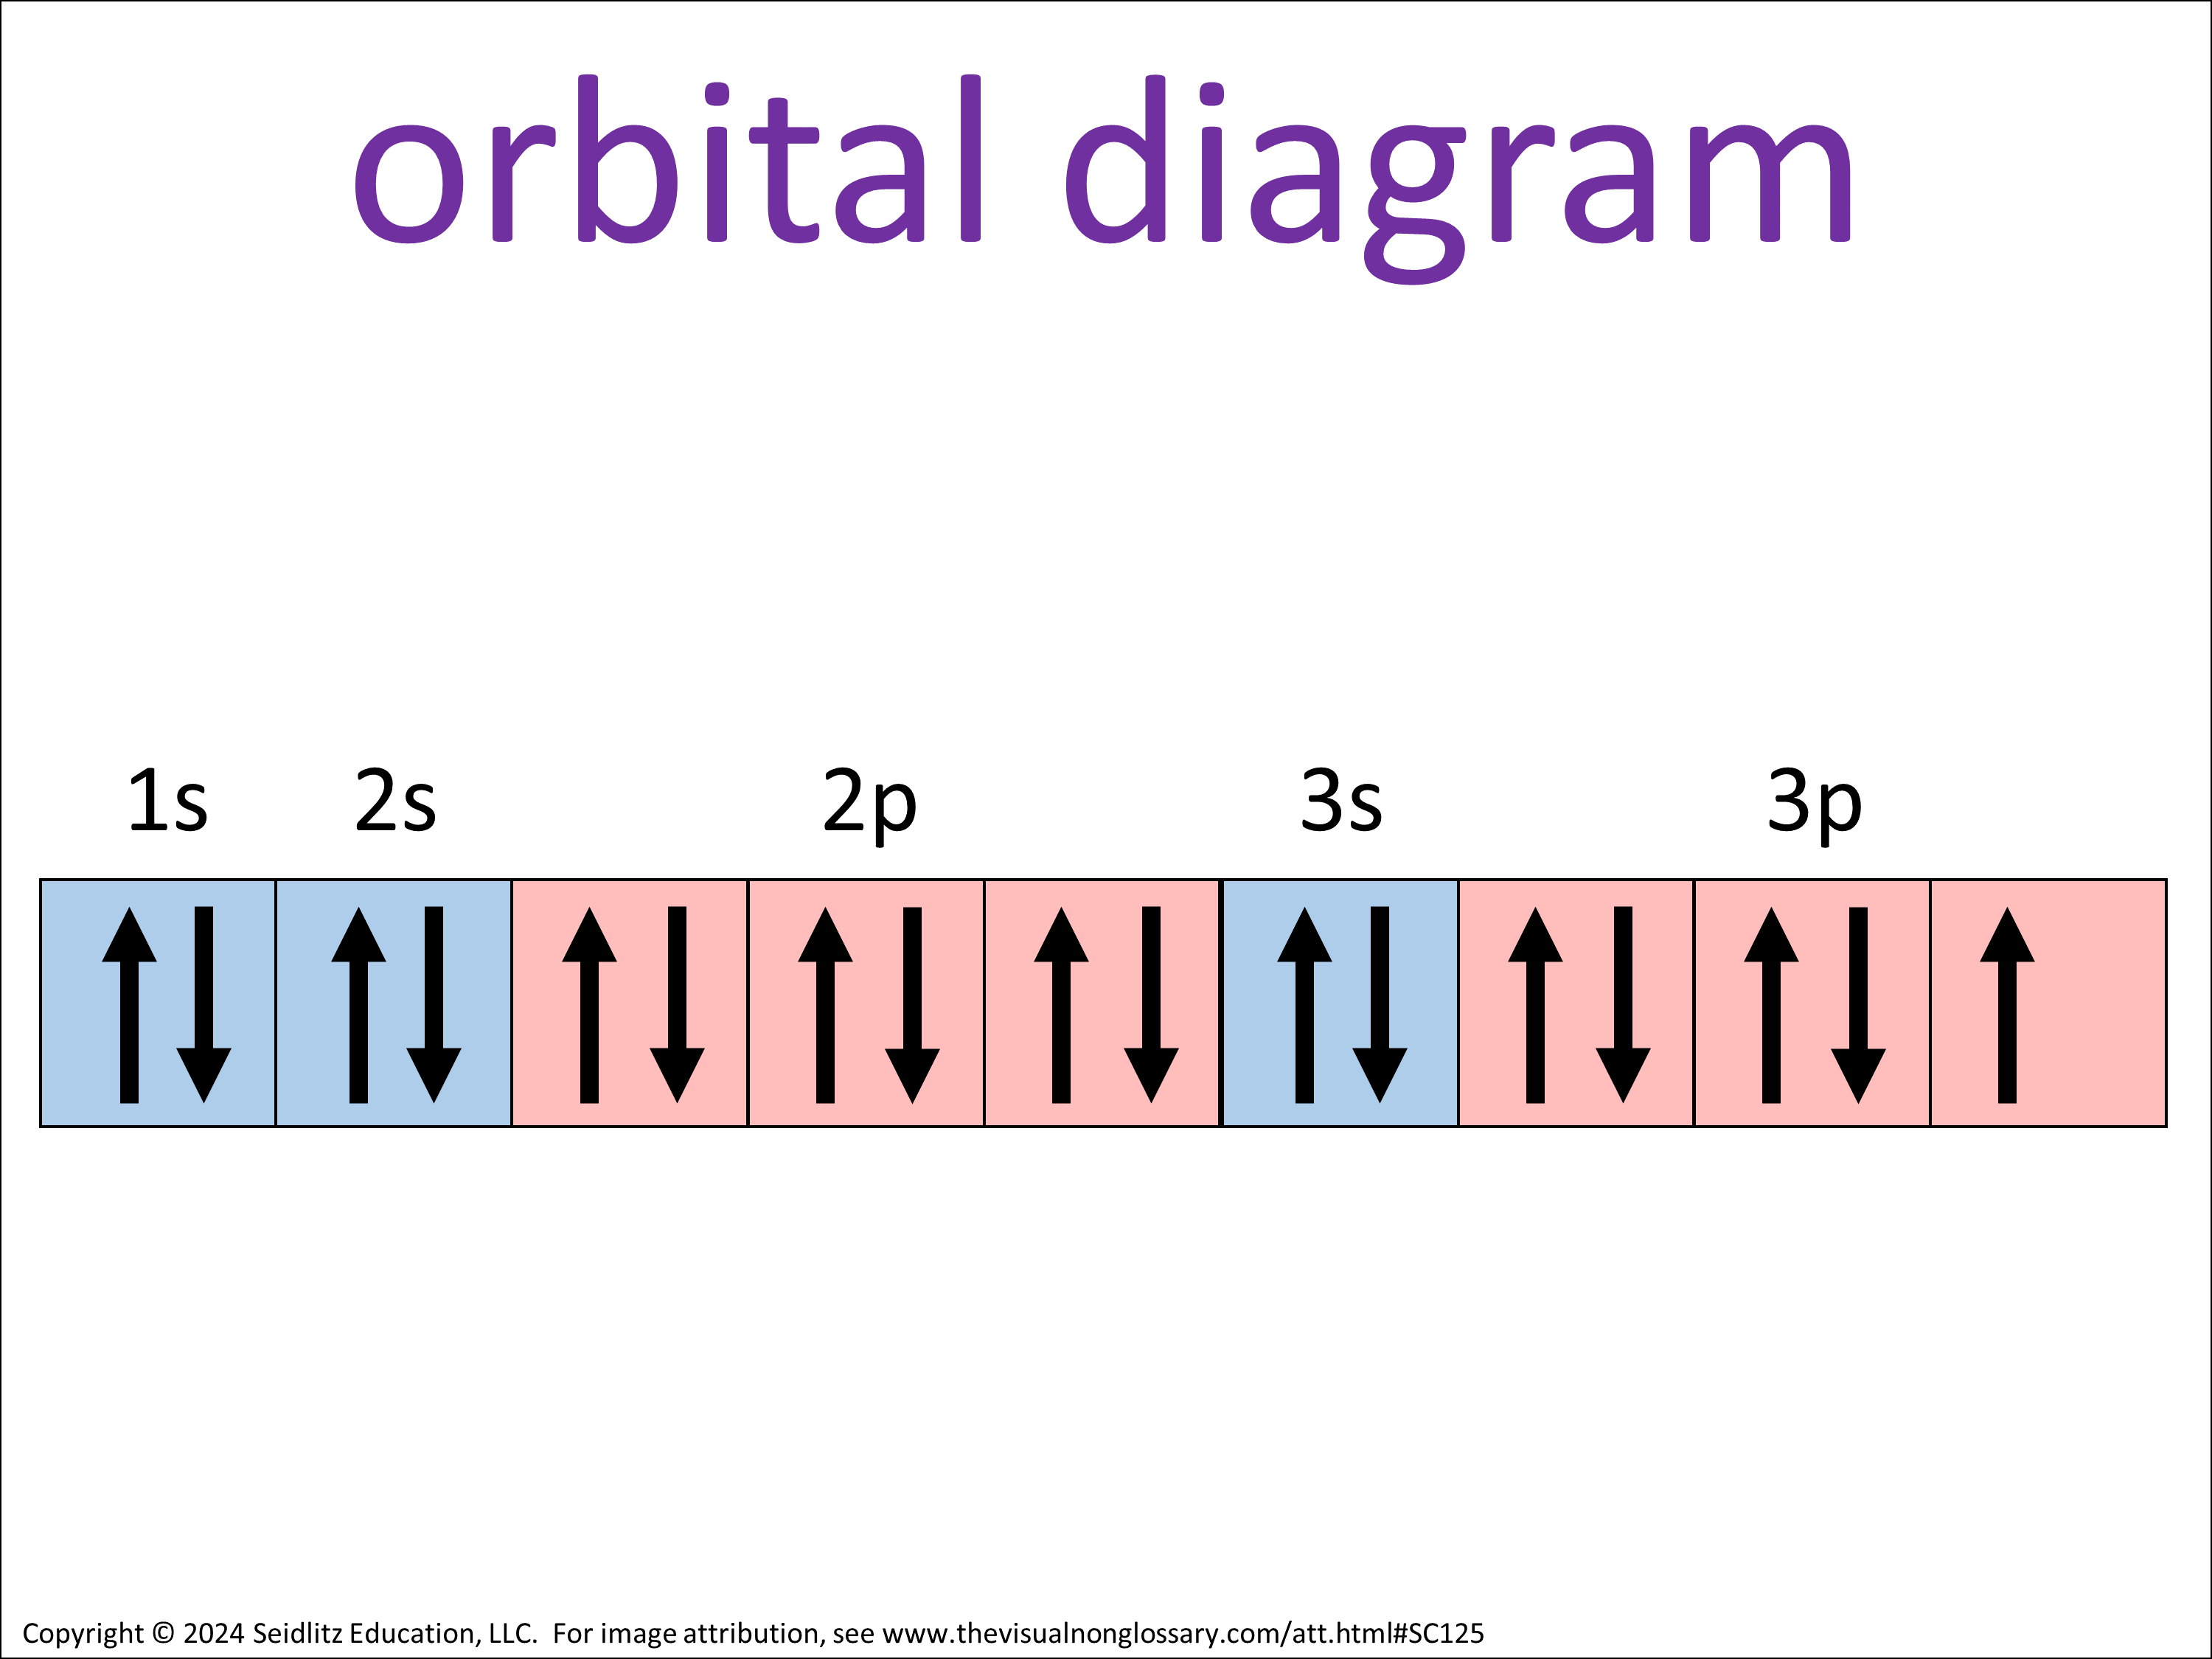 orbital diagram
1s 2s 2p 3s 3p
Copyright © 2024 Seidlitz Education, LLC.  For image attribution, see www.thevisualnonglossary.com/att.html#SC125